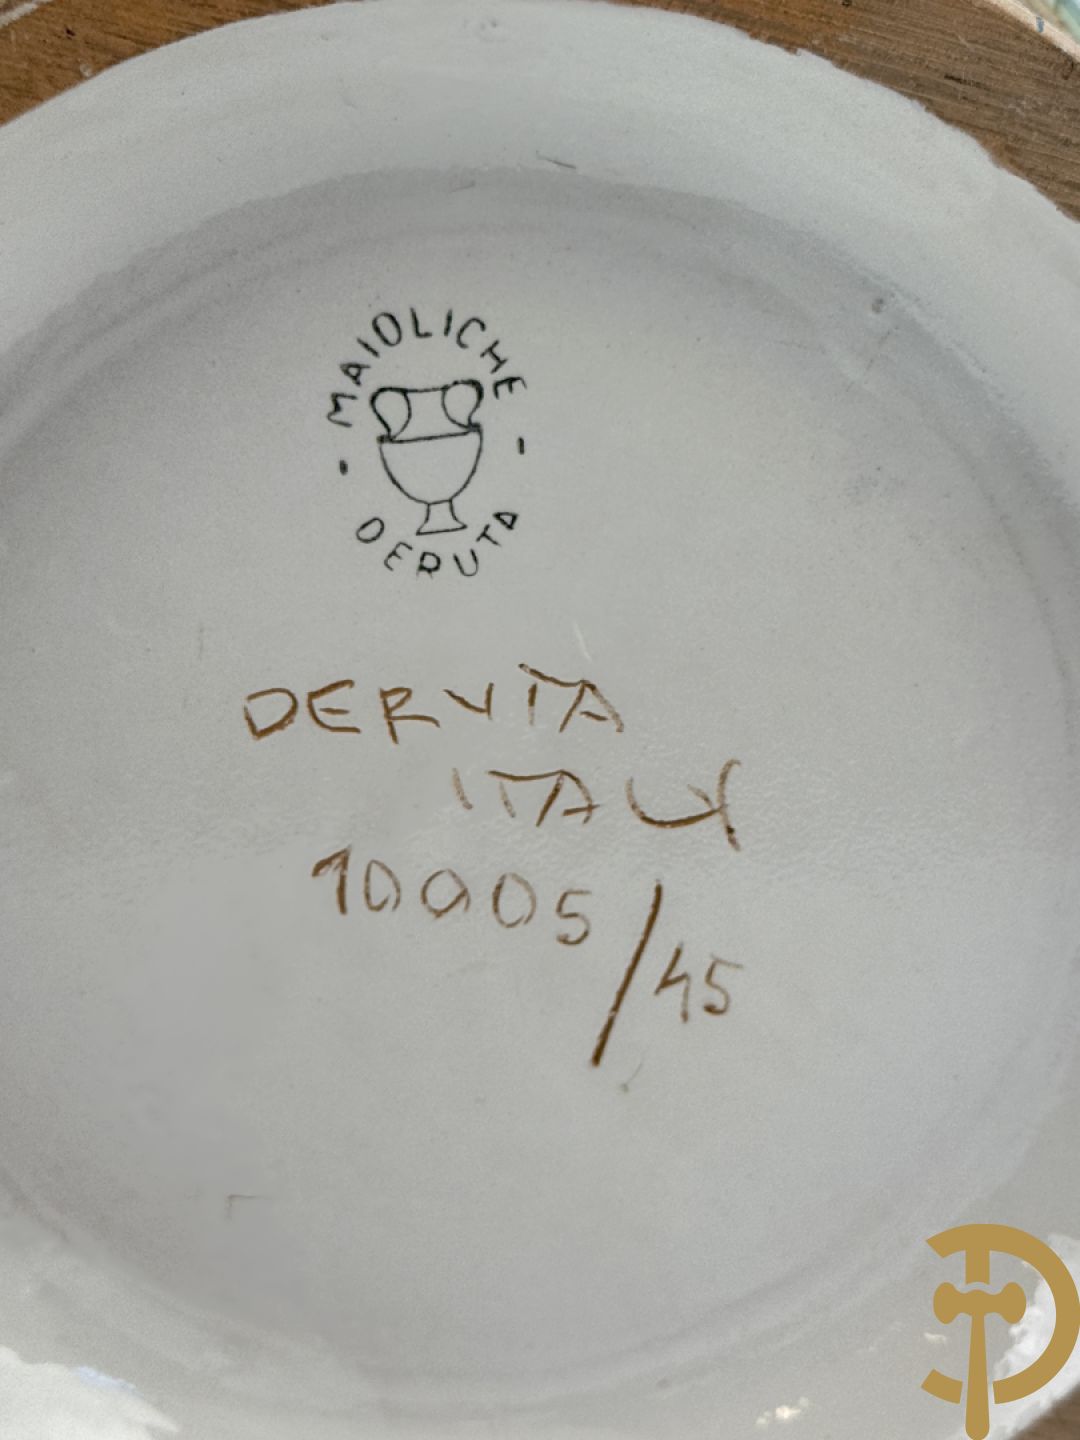 - MAIOLICHE -
DERUTA
DERUTA
ITALY
10005/45